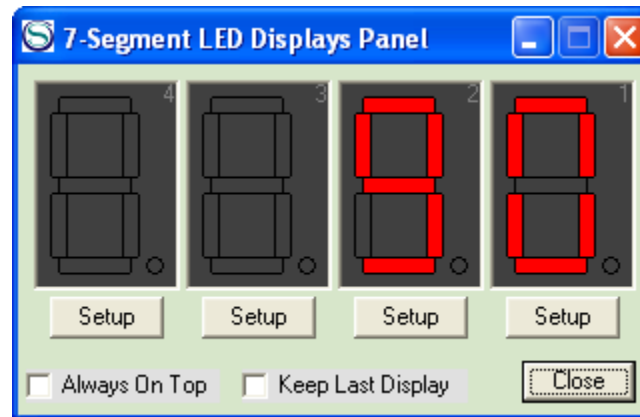 7-Segment LED Displays Panel
4 3 2 1
90
Setup Setup Setup Setup
Always On Top Keep Last Display Close